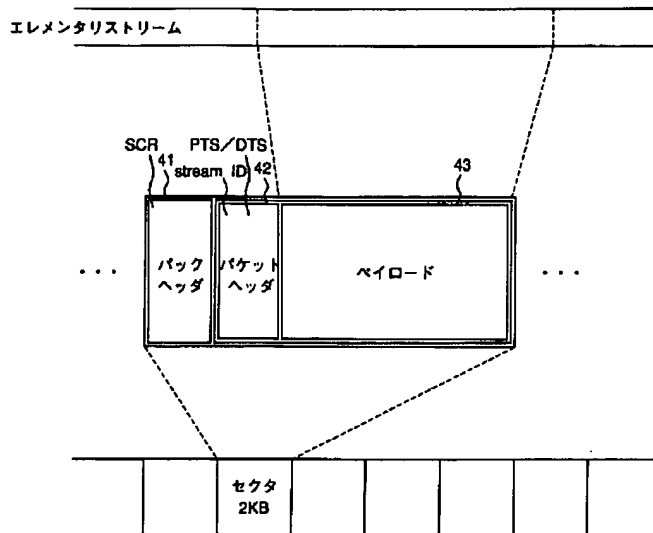 エレメンタリストリーム
SCR
PTS/DTS
41
stream ID
42
43
パック
ヘッダ
パケット
ヘッダ
ペイロード
・・・
・・・
セクタ
2KB